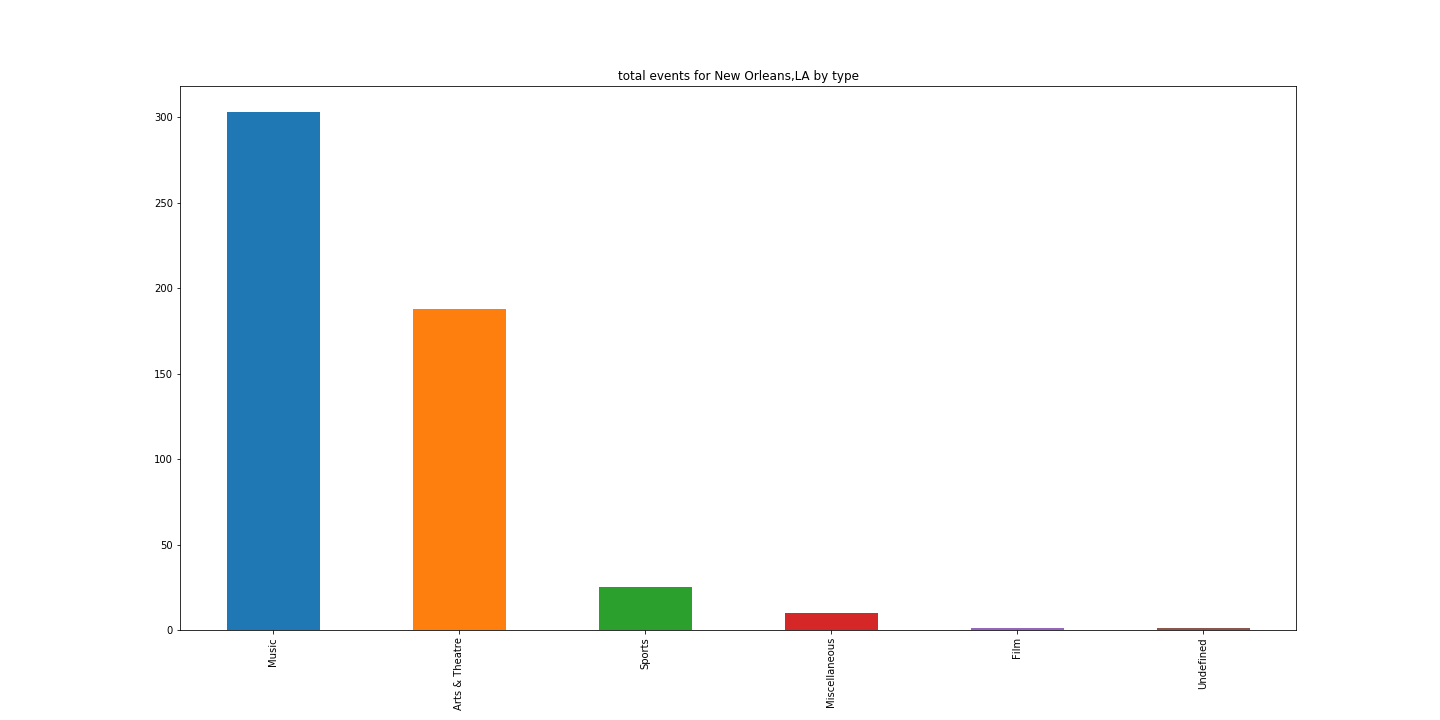 total events for New Orleans,LA by type
300
250
200
150
100
50
0
Music
Arts & Theatre
Sports
Miscellaneous
Film
Undefined